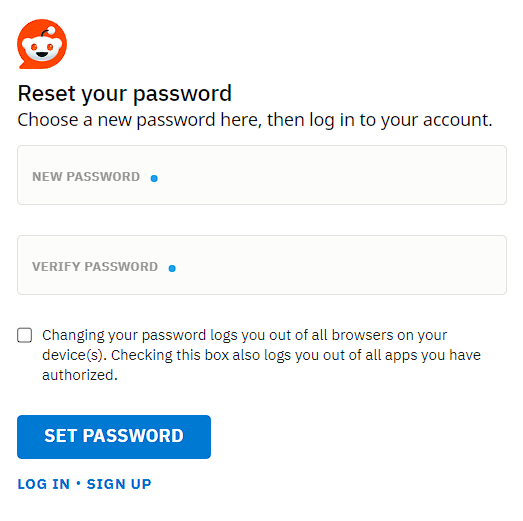 Reset your password
Choose a new password here, then log in to your account.
NEW PASSWORD
VERIFY PASSWORD
Changing your password logs you out of all browsers on your
device(s). Checking this box also logs you out of all apps you have
authorized.
SET PASSWORD
LOG IN • SIGN UP